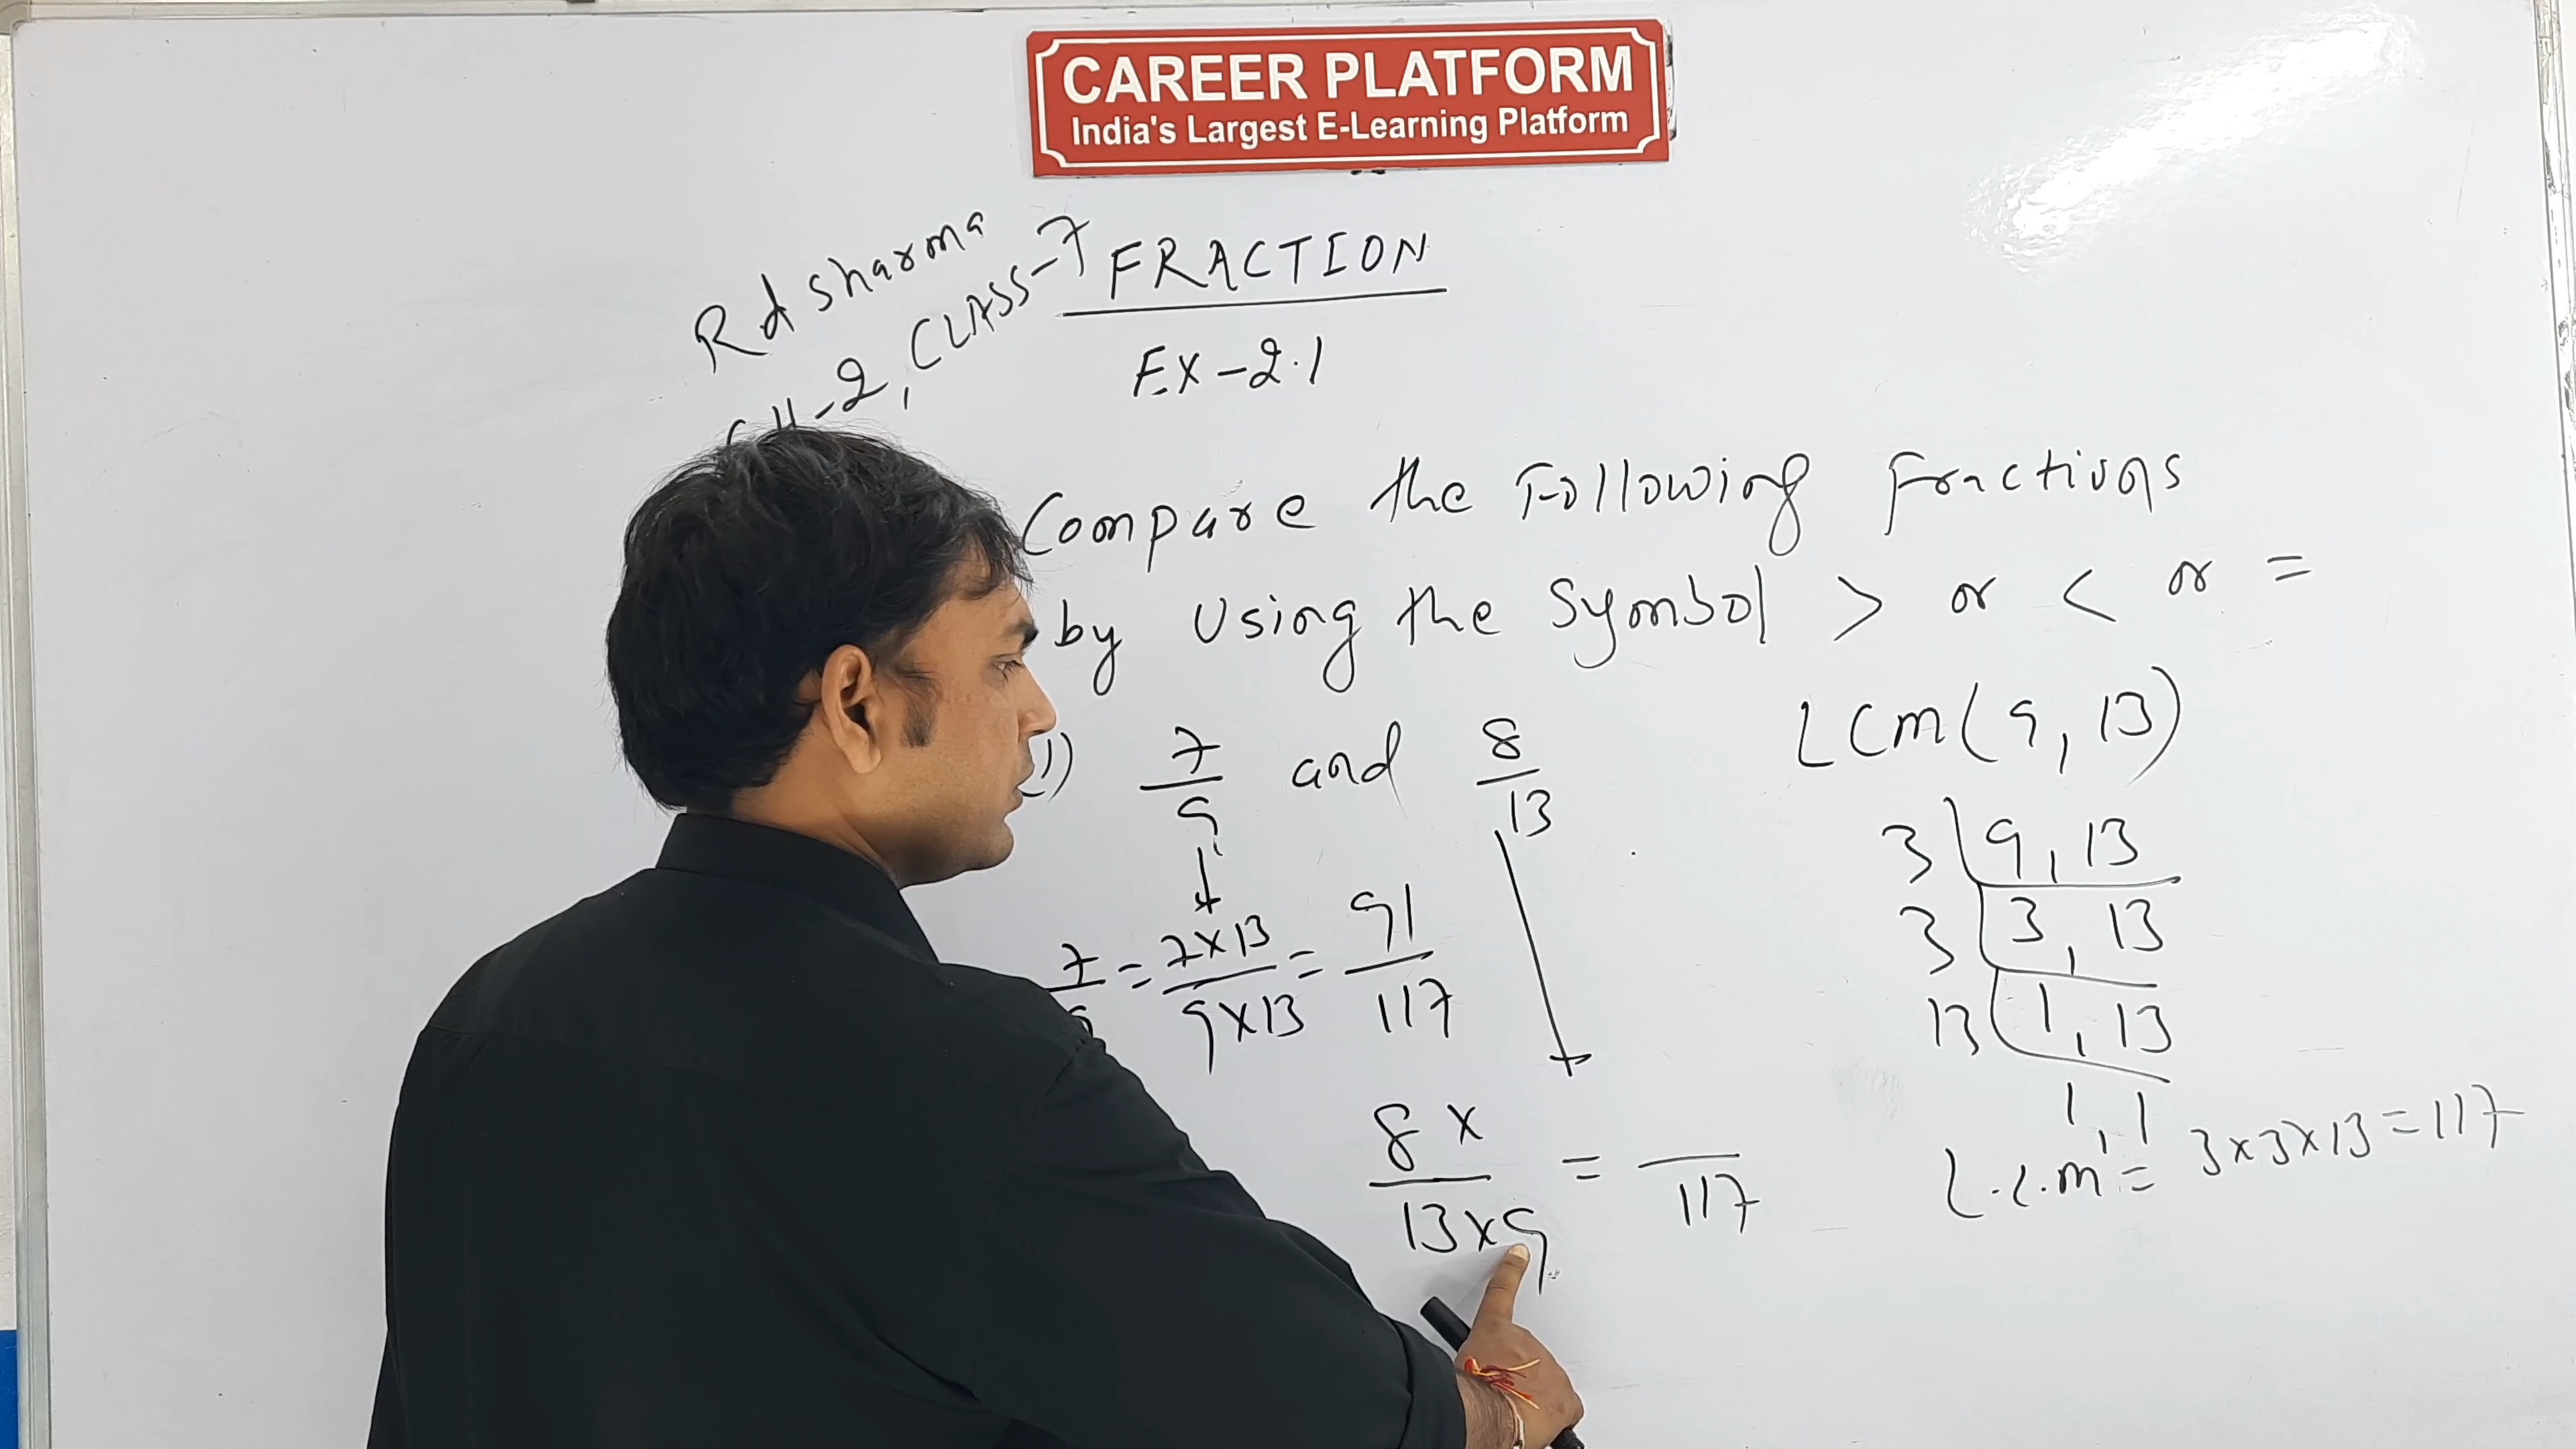 CAREER PLATFORM
India's Largest E-Learning Platform
Rd sharma
CH-2, CLASS-7
FRACTION
EX-2.1
Compare the Following Fractions
by Using the Symbol > or < or =
1) 7/9 and 8/13
7/9 = 7×13/9×13 = 91/117
8×/13×9 = /117
LCM(9,13)
3 | 9, 13
3 | 3, 13
13 | 1, 13
1, 1
L.C.M = 3×3×13=117